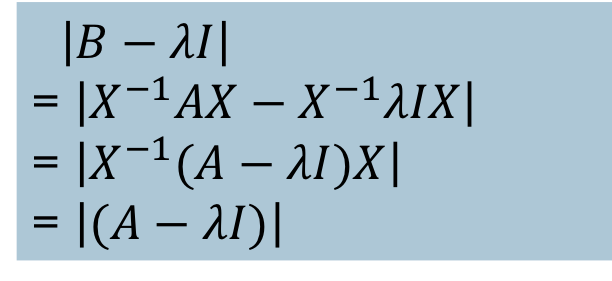 |B − λI|
= |X⁻¹AX − X⁻¹λIX|
= |X⁻¹(A − λI)X|
= |(A − λI)|